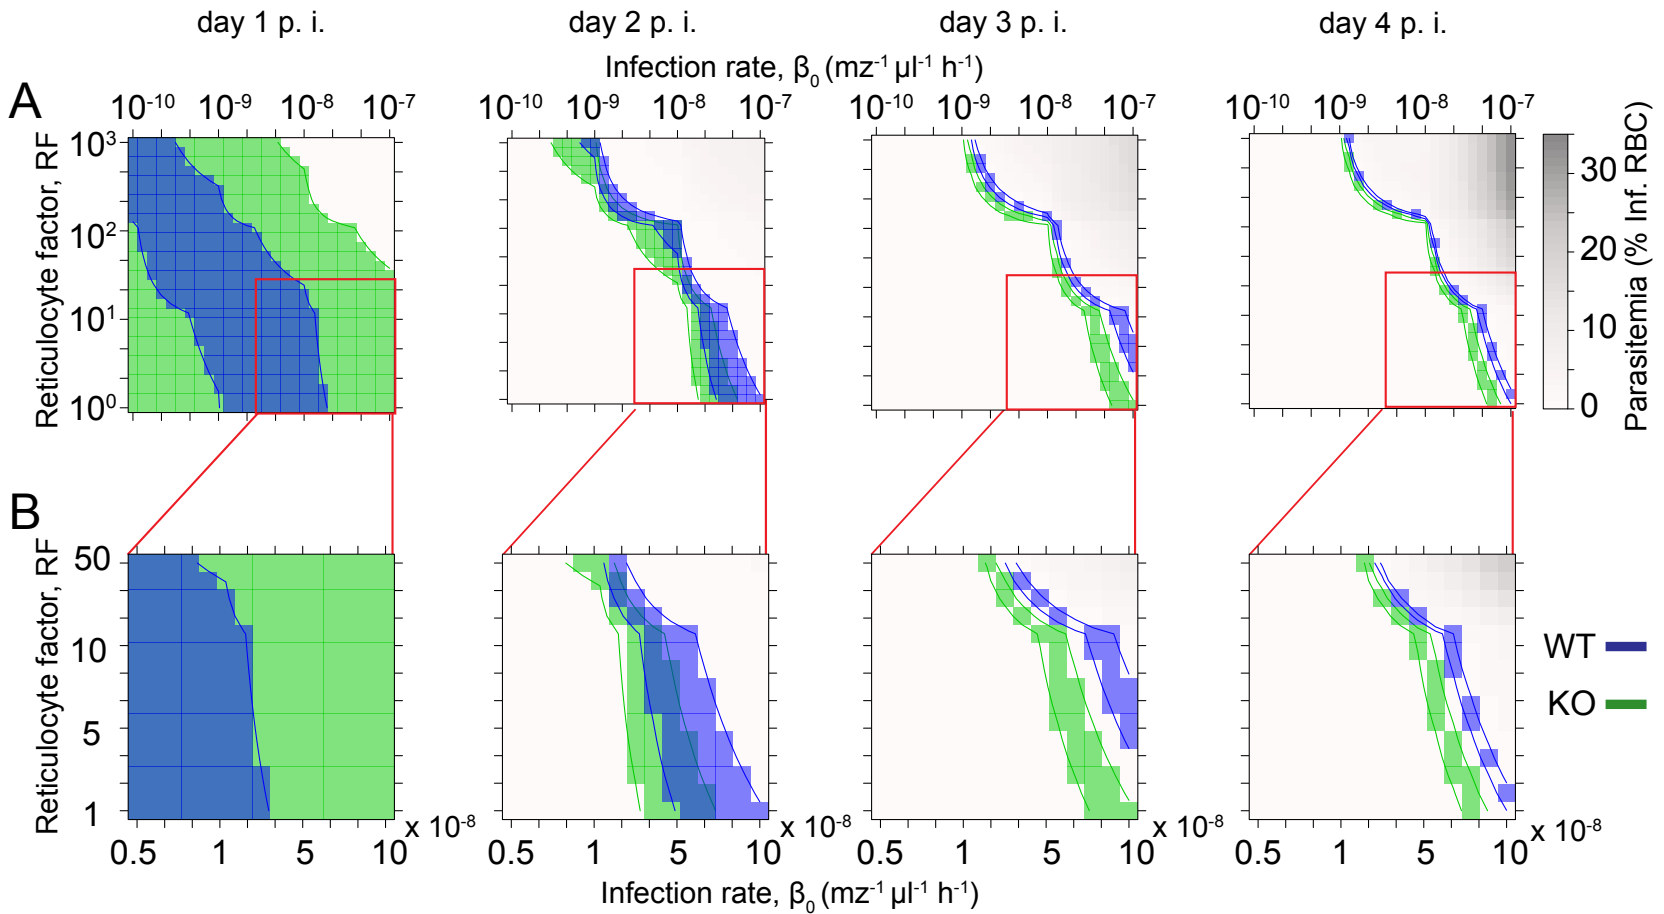 day 1 p. i.
day 2 p. i.
day 3 p. i.
day 4 p. i.
Infection rate, β₀ (mz⁻¹ µl⁻¹ h⁻¹)
A
10⁻¹⁰ 10⁻⁹ 10⁻⁸ 10⁻⁷
10⁻¹⁰ 10⁻⁹ 10⁻⁸ 10⁻⁷
10⁻¹⁰ 10⁻⁹ 10⁻⁸ 10⁻⁷
10⁻¹⁰ 10⁻⁹ 10⁻⁸ 10⁻⁷
Reticulocyte factor, RF
10³
10²
10¹
10⁰
30
20
10
0
Parasitemia (% Inf. RBC)
B
Reticulocyte factor, RF
50
10
5
1
WT
KO
x 10⁻⁸
x 10⁻⁸
x 10⁻⁸
x 10⁻⁸
0.5 1 5 10
0.5 1 5 10
0.5 1 5 10
0.5 1 5 10
Infection rate, β₀ (mz⁻¹ µl⁻¹ h⁻¹)